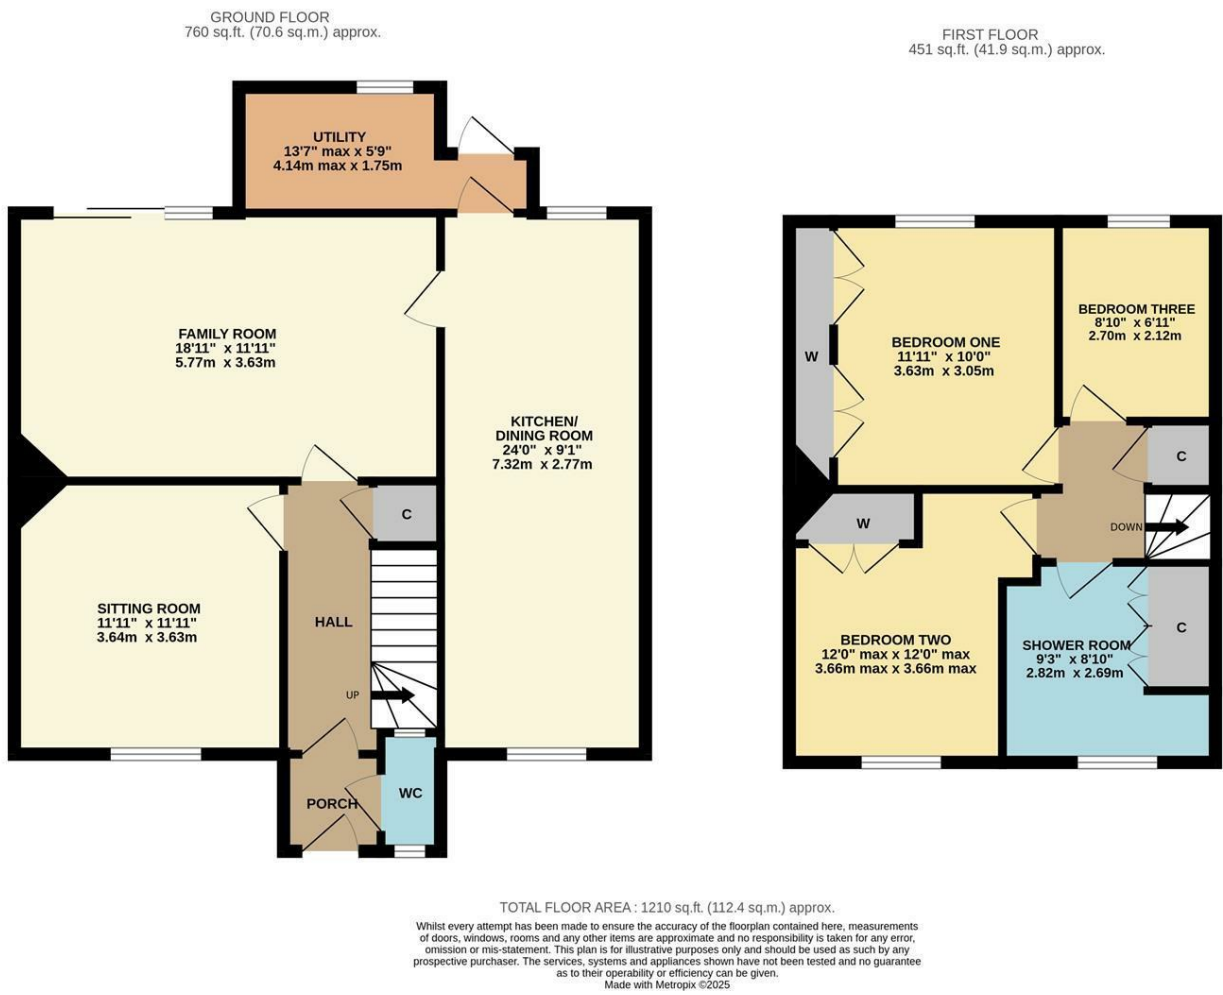 GROUND FLOOR
760 sq.ft. (70.6 sq.m.) approx.
FIRST FLOOR
451 sq.ft. (41.9 sq.m.) approx.
UTILITY
13'7" max x 5'9"
4.14m max x 1.75m
FAMILY ROOM
18'11" x 11'11"
5.77m x 3.63m
KITCHEN/
DINING ROOM
24'0" x 9'1"
7.32m x 2.77m
C
SITTING ROOM
11'11" x 11'11"
3.64m x 3.63m
HALL
UP
PORCH
WC
W
BEDROOM ONE
11'11" x 10'0"
3.63m x 3.05m
BEDROOM THREE
8'10" x 6'11"
2.70m x 2.12m
C
W
DOWN
BEDROOM TWO
12'0" max x 12'0" max
3.66m max x 3.66m max
SHOWER ROOM
9'3" x 8'10"
2.82m x 2.69m
C
TOTAL FLOOR AREA : 1210 sq.ft. (112.4 sq.m.) approx.
Whilst every attempt has been made to ensure the accuracy of the floorplan contained here, measurements
of doors, windows, rooms and any other items are approximate and no responsibility is taken for any error,
omission or mis-statement. This plan is for illustrative purposes only and should be used as such by any
prospective purchaser. The services, systems and appliances shown have not been tested and no guarantee
as to their operability or efficiency can be given.
Made with Metropix ©2025